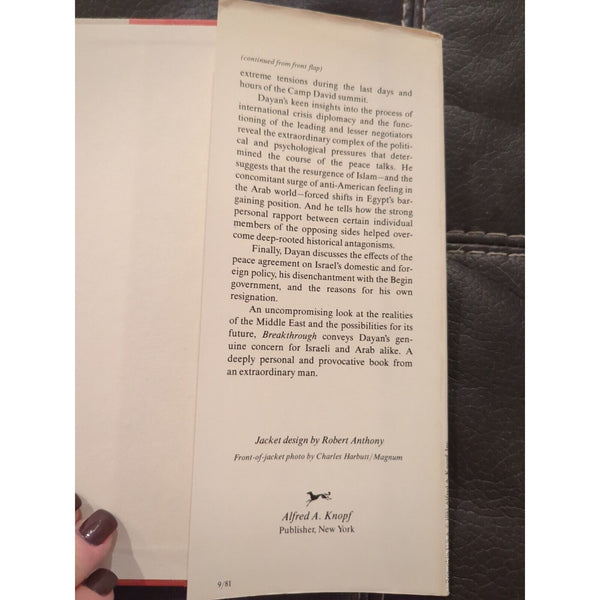 (continued from front flap)
extreme tensions during the last days and
hours of the Camp David summit.
Dayan's keen insights into the process of
international crisis diplomacy and the func-
tioning of the leading and lesser negotiators
reveal the extraordinary complex of the politi-
cal and psychological pressures that deter-
mined the course of the peace talks. He
suggests that the resurgence of Islam—and the
concomitant surge of anti-American feeling in
the Arab world—forced shifts in Egypt's bar-
gaining position. And he tells how the strong
personal rapport between certain individual
members of the opposing sides helped over-
come deep-rooted historical antagonisms.
Finally, Dayan discusses the effects of the
peace agreement on Israel's domestic and for-
eign policy, his disenchantment with the Begin
government, and the reasons for his own
resignation.
An uncompromising look at the realities
of the Middle East and the possibilities for its
future, Breakthrough conveys Dayan's gen-
uine concern for Israeli and Arab alike. A
deeply personal and provocative book from
an extraordinary man.
Jacket design by Robert Anthony
Front-of-jacket photo by Charles Harbutt/Magnum
Alfred A. Knopf
Publisher, New York
9/81